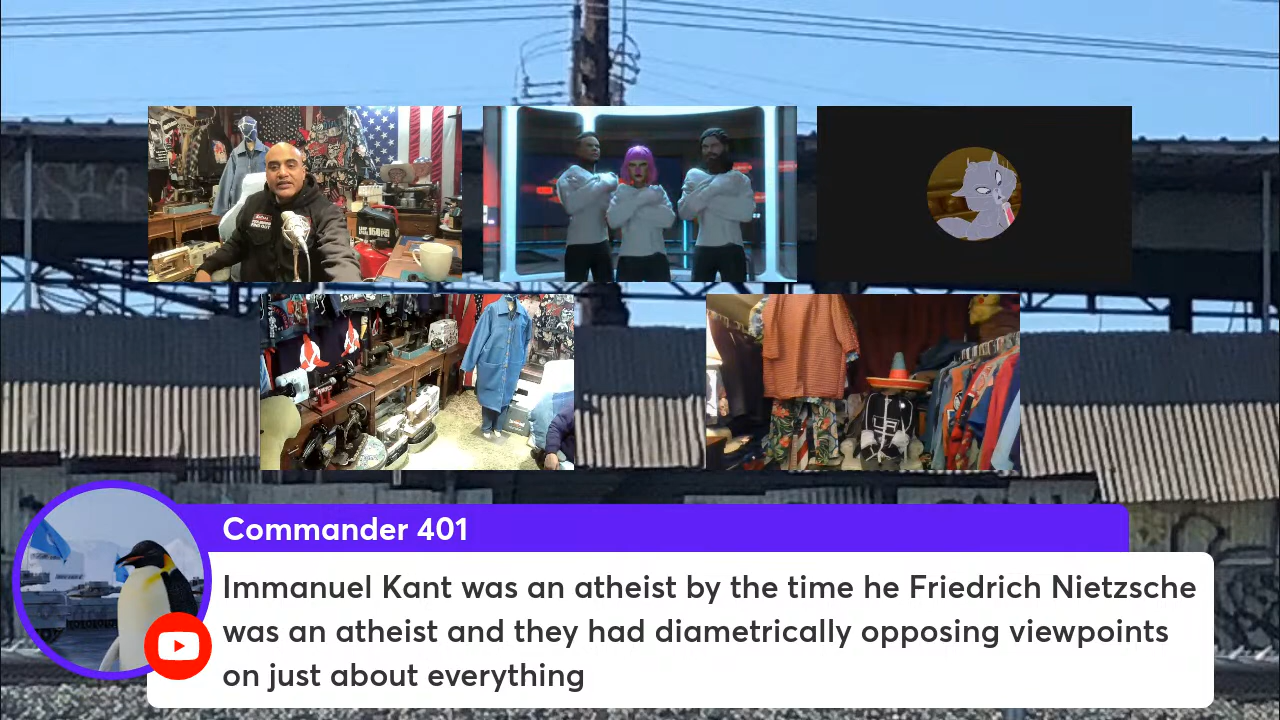 Commander 401
Immanuel Kant was an atheist by the time he Friedrich Nietzsche
was an atheist and they had diametrically opposing viewpoints
on just about everything